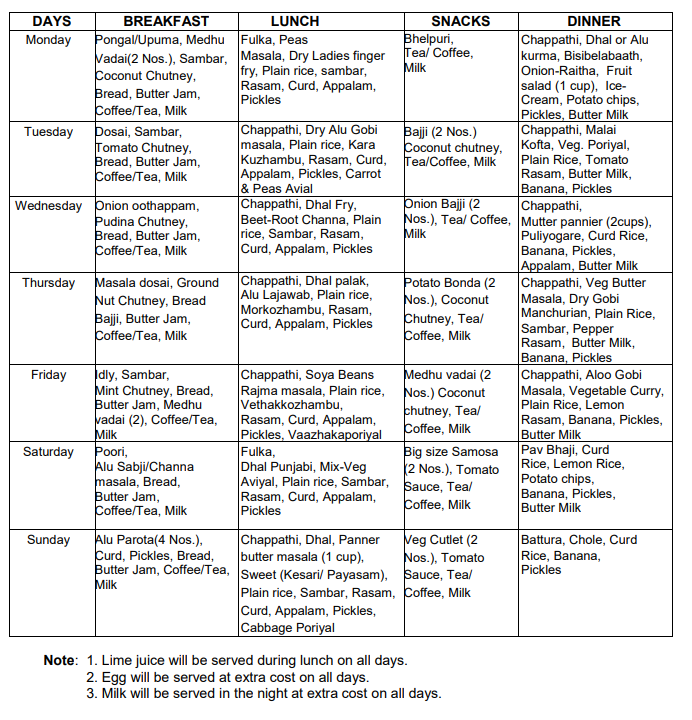 DAYS BREAKFAST LUNCH SNACKS DINNER
Monday
Pongal/Upuma, Medhu
Vadai(2 Nos.), Sambar,
Coconut Chutney,
Bread, Butter Jam,
Coffee/Tea, Milk
Fulka, Peas
Masala, Dry Ladies finger
fry, Plain rice, sambar,
Rasam, Curd, Appalam,
Pickles
Bhelpuri,
Tea/ Coffee,
Milk
Chappathi, Dhal or Alu
kurma, Bisibelabaath,
Onion-Raitha, Fruit
salad (1 cup), Ice-
Cream, Potato chips,
Pickles, Butter Milk
Tuesday
Dosai, Sambar,
Tomato Chutney,
Bread, Butter Jam,
Coffee/Tea, Milk
Chappathi, Dry Alu Gobi
masala, Plain rice, Kara
Kuzhambu, Rasam, Curd,
Appalam, Pickles, Carrot
& Peas Avial
Bajji (2 Nos.)
Coconut chutney,
Tea/Coffee, Milk
Chappathi, Malai
Kofta, Veg. Poriyal,
Plain Rice, Tomato
Rasam, Butter Milk,
Banana, Pickles
Wednesday
Onion oothappam,
Pudina Chutney,
Bread, Butter Jam,
Coffee/Tea, Milk
Chappathi, Dhal Fry,
Beet-Root Channa, Plain
rice, Sambar, Rasam,
Curd, Appalam, Pickles
Onion Bajji (2
Nos.), Tea/ Coffee,
Milk
Chappathi,
Mutter pannier (2cups),
Puliyogare, Curd Rice,
Banana, Pickles,
Appalam, Butter Milk
Thursday
Masala dosai, Ground
Nut Chutney, Bread
Bajji, Butter Jam,
Coffee/Tea, Milk
Chappathi, Dhal palak,
Alu Lajawab, Plain rice,
Morkozhambu, Rasam,
Curd, Appalam, Pickles
Potato Bonda (2
Nos.), Coconut
Chutney, Tea/
Coffee, Milk
Chappathi, Veg Butter
Masala, Dry Gobi
Manchurian, Plain Rice,
Sambar, Pepper
Rasam, Butter Milk,
Banana, Pickles
Friday
Idly, Sambar,
Mint Chutney, Bread,
Butter Jam, Medhu
vadai (2), Coffee/Tea,
Milk
Chappathi, Soya Beans
Rajma masala, Plain rice,
Vethakkozhambu,
Rasam, Curd, Appalam,
Pickles, Vaazhakaporiyal
Medhu vadai (2
Nos.) Coconut
chutney, Tea/
Coffee, Milk
Chappathi, Aloo Gobi
Masala, Vegetable Curry,
Plain Rice, Lemon
Rasam, Banana, Pickles,
Butter Milk
Saturday
Poori,
Alu Sabji/Channa
masala, Bread,
Butter Jam,
Coffee/Tea, Milk
Fulka,
Dhal Punjabi, Mix-Veg
Aviyal, Plain rice, Sambar,
Rasam, Curd, Appalam,
Pickles
Big size Samosa
(2 Nos.), Tomato
Sauce, Tea/
Coffee, Milk
Pav Bhaji, Curd
Rice, Lemon Rice,
Potato chips,
Banana, Pickles,
Butter Milk
Sunday
Alu Parota(4 Nos.),
Curd, Pickles, Bread,
Butter Jam, Coffee/Tea,
Milk
Chappathi, Dhal, Panner
butter masala (1 cup),
Sweet (Kesari/ Payasam),
Plain rice, Sambar, Rasam,
Curd, Appalam, Pickles,
Cabbage Poriyal
Veg Cutlet (2
Nos.), Tomato
Sauce, Tea/
Coffee, Milk
Battura, Chole, Curd
Rice, Banana,
Pickles
Note: 1. Lime juice will be served during lunch on all days.
2. Egg will be served at extra cost on all days.
3. Milk will be served in the night at extra cost on all days.